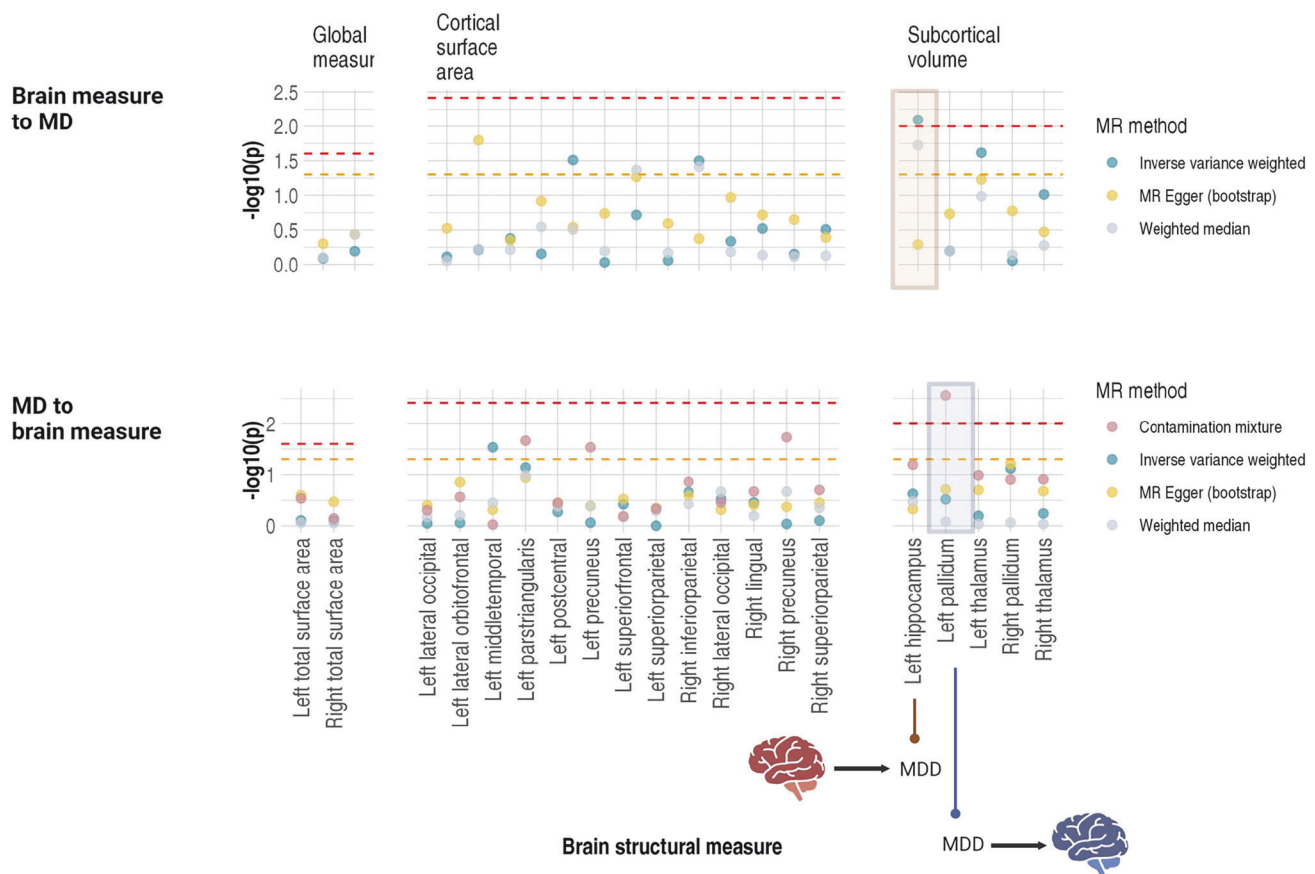 Global
measur
Cortical
surface
area
Subcortical
volume
Brain measure
to MD
-log10(p)
2.5
2.0
1.5
1.0
0.5
0.0
MR method
Inverse variance weighted
MR Egger (bootstrap)
Weighted median
MD to
brain measure
-log10(p)
2
1
0
MR method
Contamination mixture
Inverse variance weighted
MR Egger (bootstrap)
Weighted median
Left total surface area
Right total surface area
Left lateral occipital
Left lateral orbitofrontal
Left middletemporal
Left parstriangularis
Left postcentral
Left precuneus
Left superiorfrontal
Left superiorparietal
Right inferiorparietal
Right lateral occipital
Right lingual
Right precuneus
Right superiorparietal
Left hippocampus
Left pallidum
Left thalamus
Right pallidum
Right thalamus
MDD
Brain structural measure
MDD